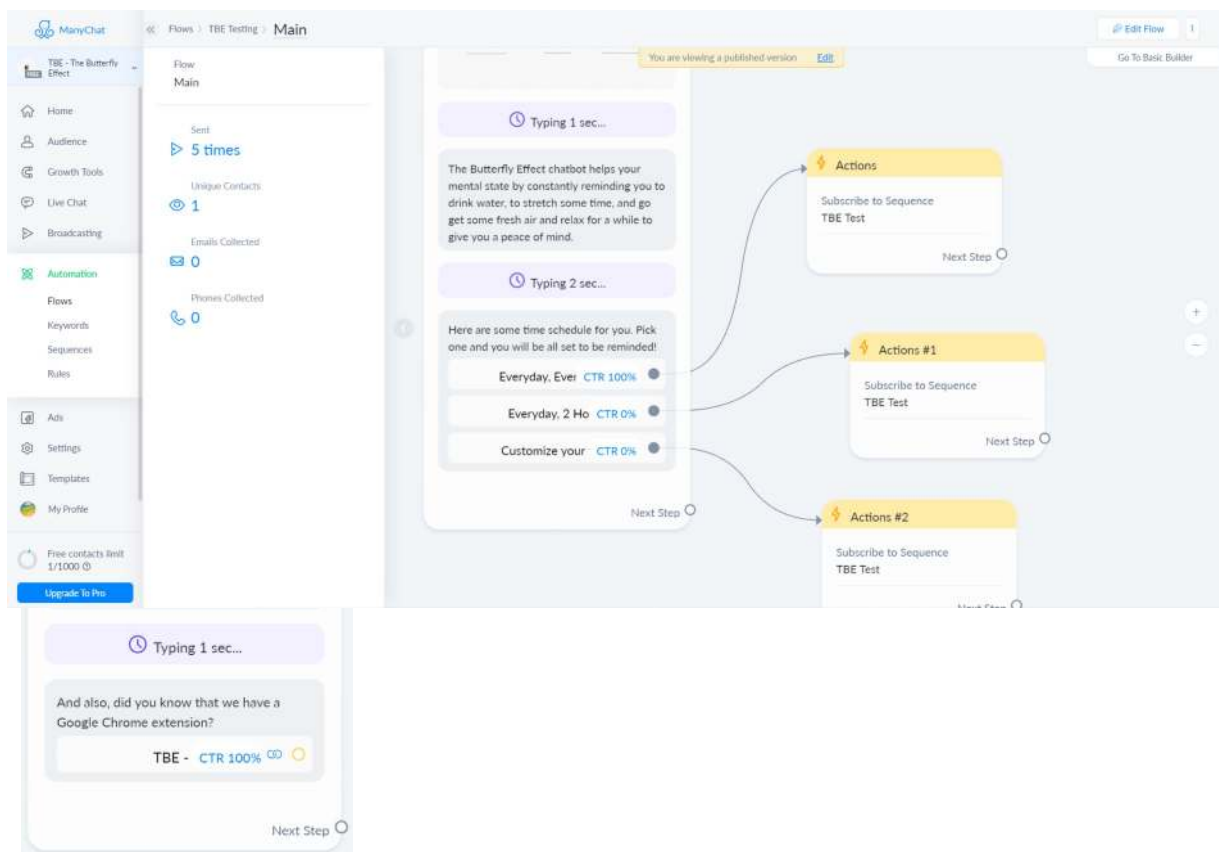 ManyChat
Flows > TBE Testing > Main
Edit Flow
TBE - The Butterfly
Effect
Home
Audience
Growth Tools
Live Chat
Broadcasting
Automation
Flows
Keywords
Sequences
Rules
Ads
Settings
Templates
My Profile
Free contacts limit
1/1000
Upgrade To Pro
Flow
Main
Sent
5 times
Unique Contacts
1
Emails Collected
0
Phones Collected
0
You are viewing a published version Edit
Go To Basic Builder
Typing 1 sec...
The Butterfly Effect chatbot helps your
mental state by constantly reminding you to
drink water, to stretch some time, and go
get some fresh air and relax for a while to
give you a peace of mind.
Typing 2 sec...
Here are some time schedule for you. Pick
one and you will be all set to be reminded!
Everyday, Ever CTR 100%
Everyday, 2 Ho CTR 0%
Customize your CTR 0%
Next Step
Actions
Subscribe to Sequence
TBE Test
Next Step
Actions #1
Subscribe to Sequence
TBE Test
Next Step
Actions #2
Subscribe to Sequence
TBE Test
Next Step
Typing 1 sec...
And also, did you know that we have a
Google Chrome extension?
TBE - CTR 100%
Next Step